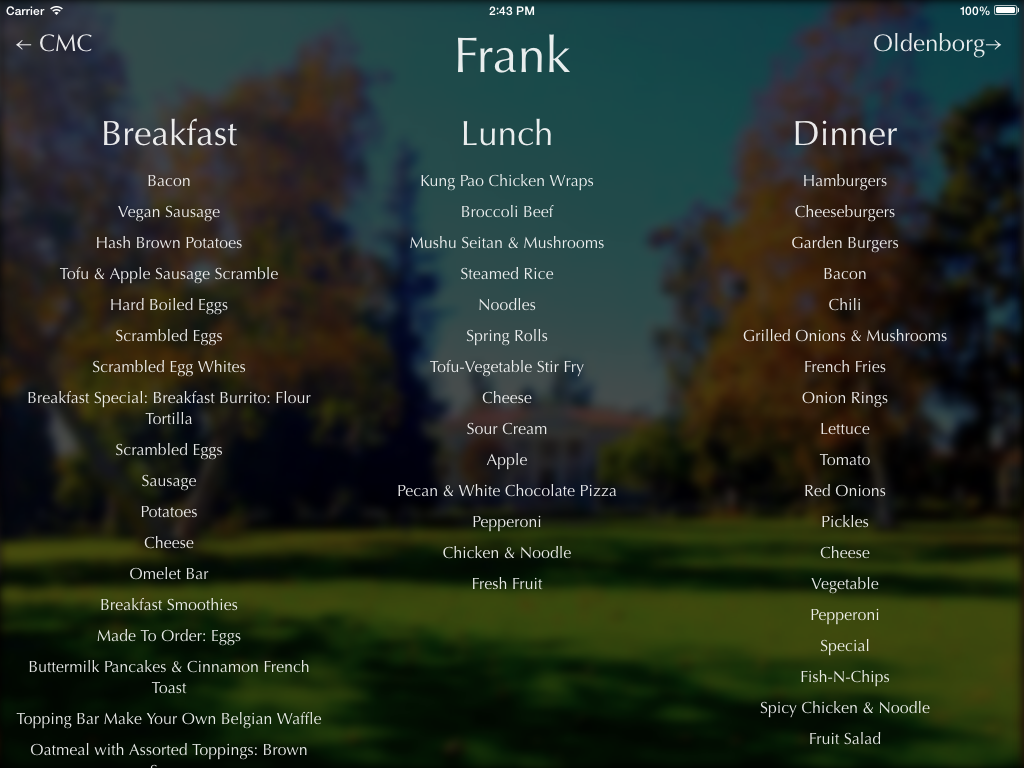 Carrier 2:43 PM 100%
← CMC Frank Oldenborg→
Breakfast
Bacon
Vegan Sausage
Hash Brown Potatoes
Tofu & Apple Sausage Scramble
Hard Boiled Eggs
Scrambled Eggs
Scrambled Egg Whites
Breakfast Special: Breakfast Burrito: Flour
Tortilla
Scrambled Eggs
Sausage
Potatoes
Cheese
Omelet Bar
Breakfast Smoothies
Made To Order: Eggs
Buttermilk Pancakes & Cinnamon French
Toast
Topping Bar Make Your Own Belgian Waffle
Oatmeal with Assorted Toppings: Brown
Lunch
Kung Pao Chicken Wraps
Broccoli Beef
Mushu Seitan & Mushrooms
Steamed Rice
Noodles
Spring Rolls
Tofu-Vegetable Stir Fry
Cheese
Sour Cream
Apple
Pecan & White Chocolate Pizza
Pepperoni
Chicken & Noodle
Fresh Fruit
Dinner
Hamburgers
Cheeseburgers
Garden Burgers
Bacon
Chili
Grilled Onions & Mushrooms
French Fries
Onion Rings
Lettuce
Tomato
Red Onions
Pickles
Cheese
Vegetable
Pepperoni
Special
Fish-N-Chips
Spicy Chicken & Noodle
Fruit Salad